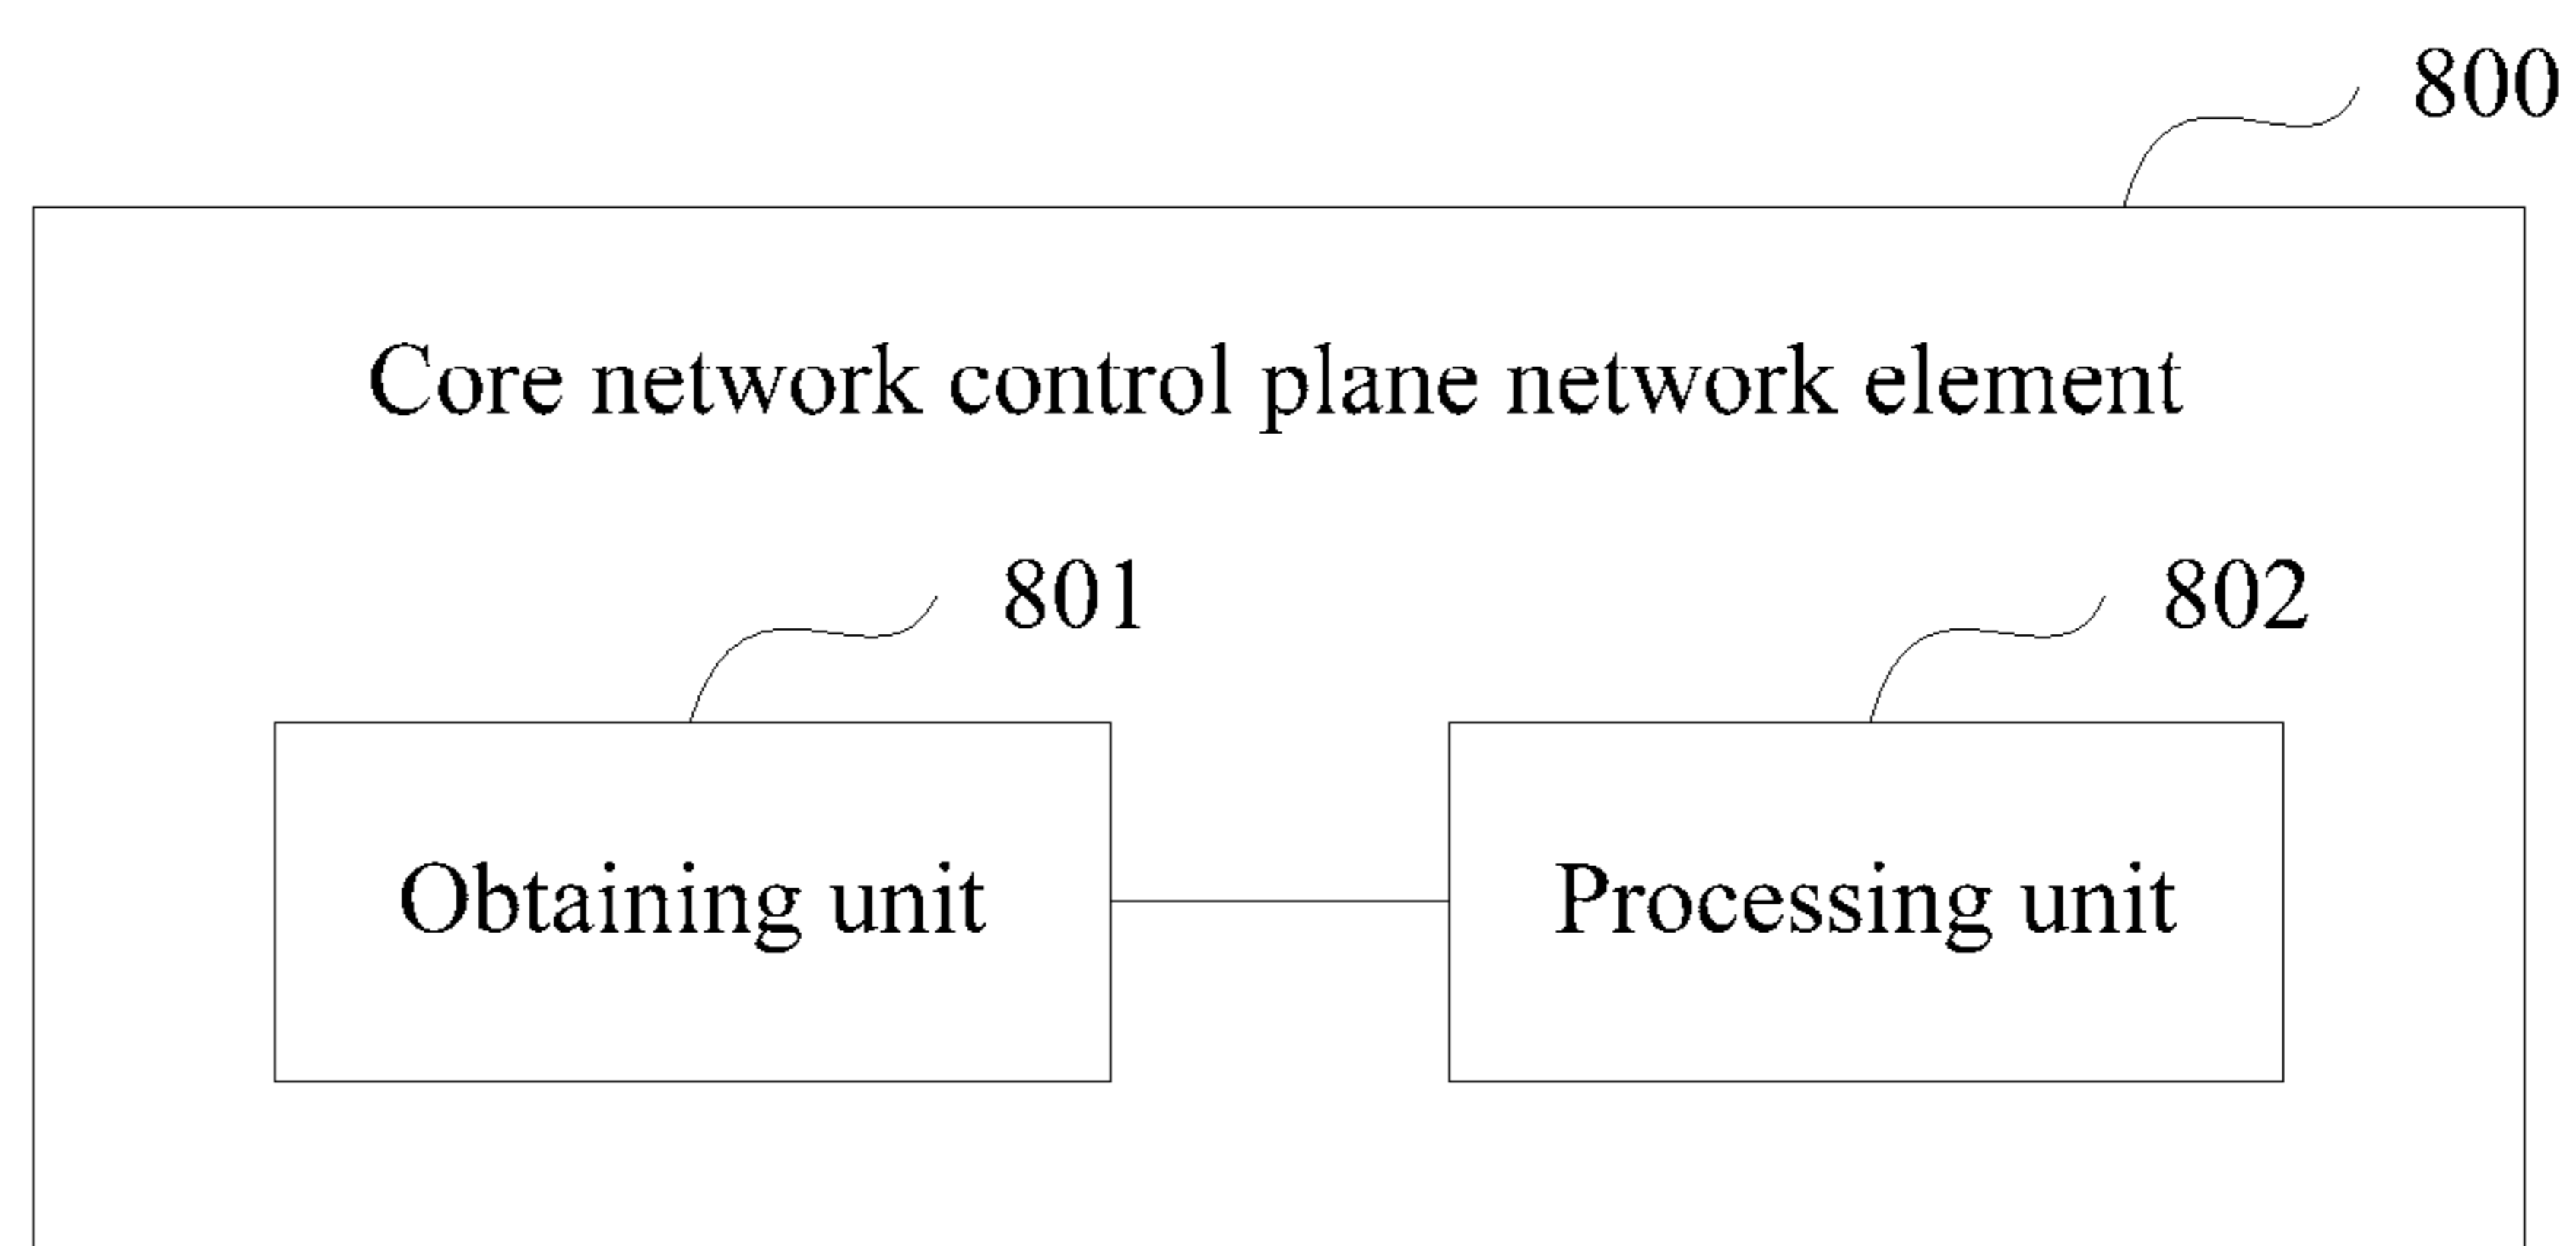 800
Core network control plane network element
801
802
Obtaining unit
Processing unit